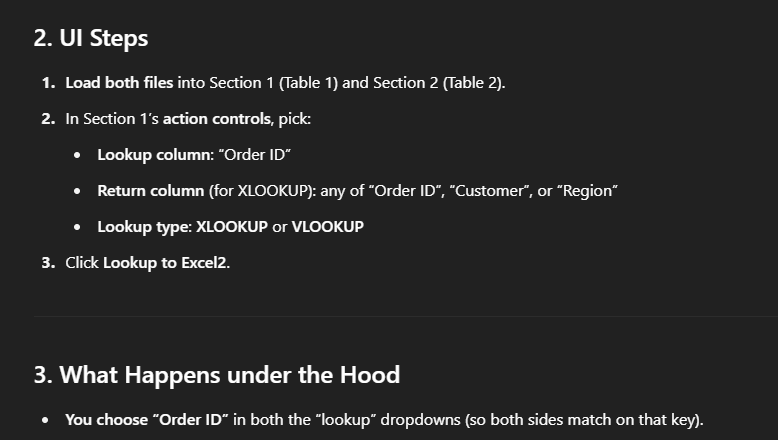 2. UI Steps
1. Load both files into Section 1 (Table 1) and Section 2 (Table 2).
2. In Section 1’s action controls, pick:
• Lookup column: “Order ID”
• Return column (for XLOOKUP): any of “Order ID”, “Customer”, or “Region”
• Lookup type: XLOOKUP or VLOOKUP
3. Click Lookup to Excel2.
3. What Happens under the Hood
• You choose “Order ID” in both the “lookup” dropdowns (so both sides match on that key).